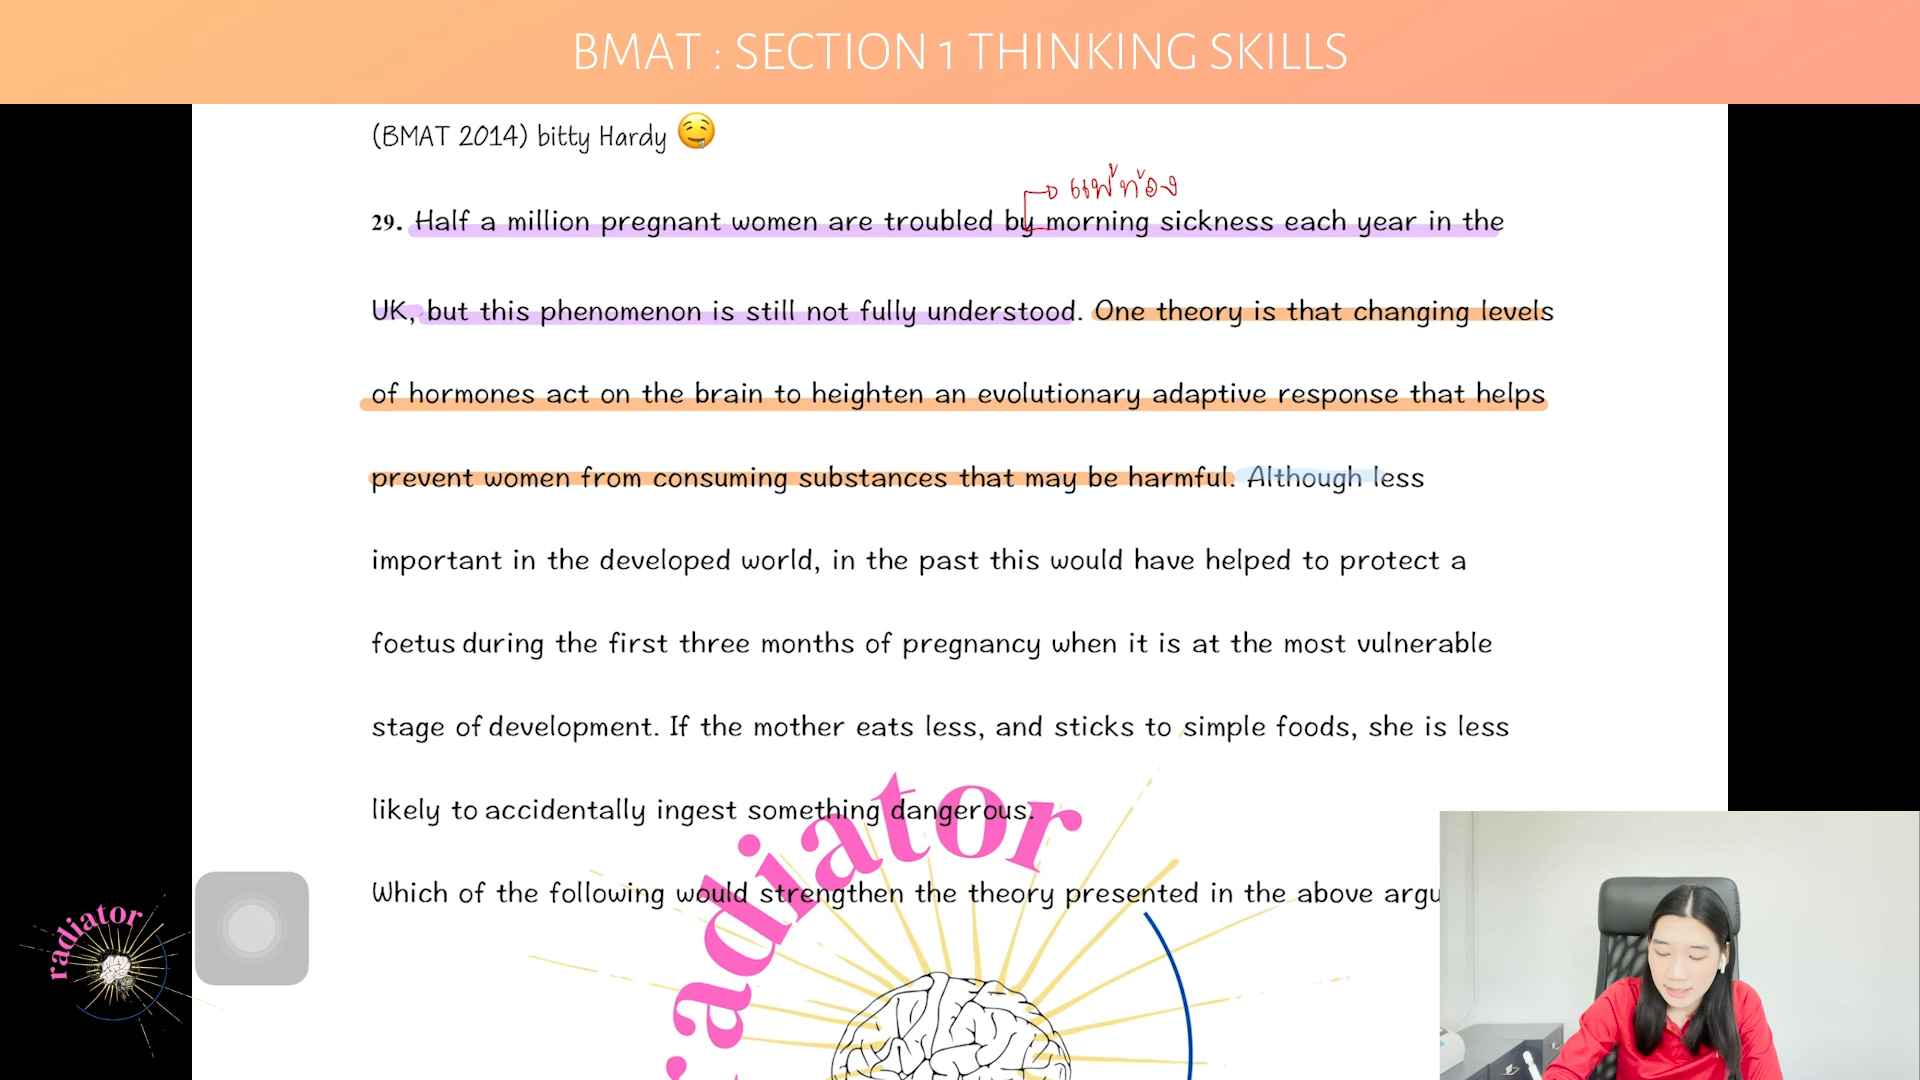 BMAT : SECTION 1 THINKING SKILLS
(BMAT 2014) bitty Hardy
แพ้ท้อง
29. Half a million pregnant women are troubled by morning sickness each year in the
UK, but this phenomenon is still not fully understood. One theory is that changing levels
of hormones act on the brain to heighten an evolutionary adaptive response that helps
prevent women from consuming substances that may be harmful. Although less
important in the developed world, in the past this would have helped to protect a
foetus during the first three months of pregnancy when it is at the most vulnerable
stage of development. If the mother eats less, and sticks to simple foods, she is less
likely to accidentally ingest something dangerous.
Which of the following would strengthen the theory presented in the above argu
radiator
radiator